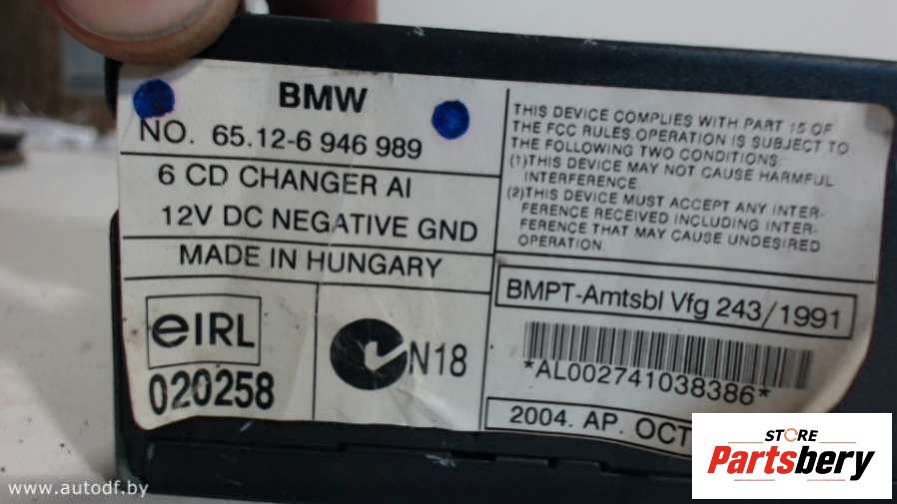 BMW
NO. 65.12-6 946 989
6 CD CHANGER AI
12V DC NEGATIVE GND
MADE IN HUNGARY
eIRL
020258
N18
THIS DEVICE COMPLIES WITH PART 15 OF
THE FCC RULES.OPERATION IS SUBJECT TO
THE FOLLOWING TWO CONDITIONS:
(1)THIS DEVICE MAY NOT CAUSE HARMFUL
INTERFERENCE.
(2)THIS DEVICE MUST ACCEPT ANY INTER-
FERENCE RECEIVED INCLUDING INTER-
FERENCE THAT MAY CAUSE UNDESIRED
OPERATION.
BMPT-Amtsbl Vfg 243/1991
*AL002741038386*
2004. AP. OCT
www.autodf.by
STORE
Partsbery